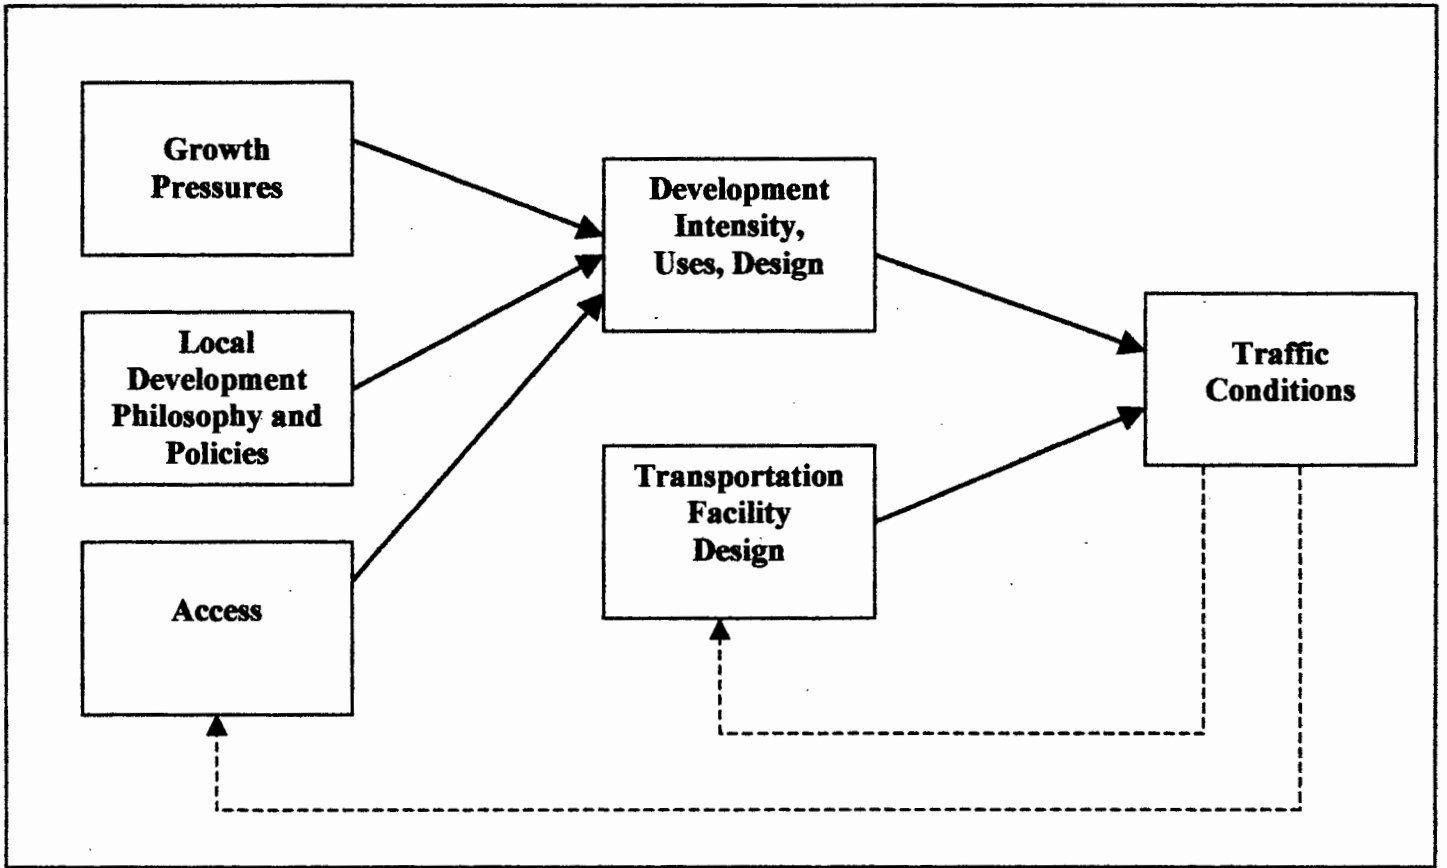 Growth
Pressures
Local
Development
Philosophy and
Policies
Access
Development
Intensity,
Uses, Design
Transportation
Facility
Design
Traffic
Conditions